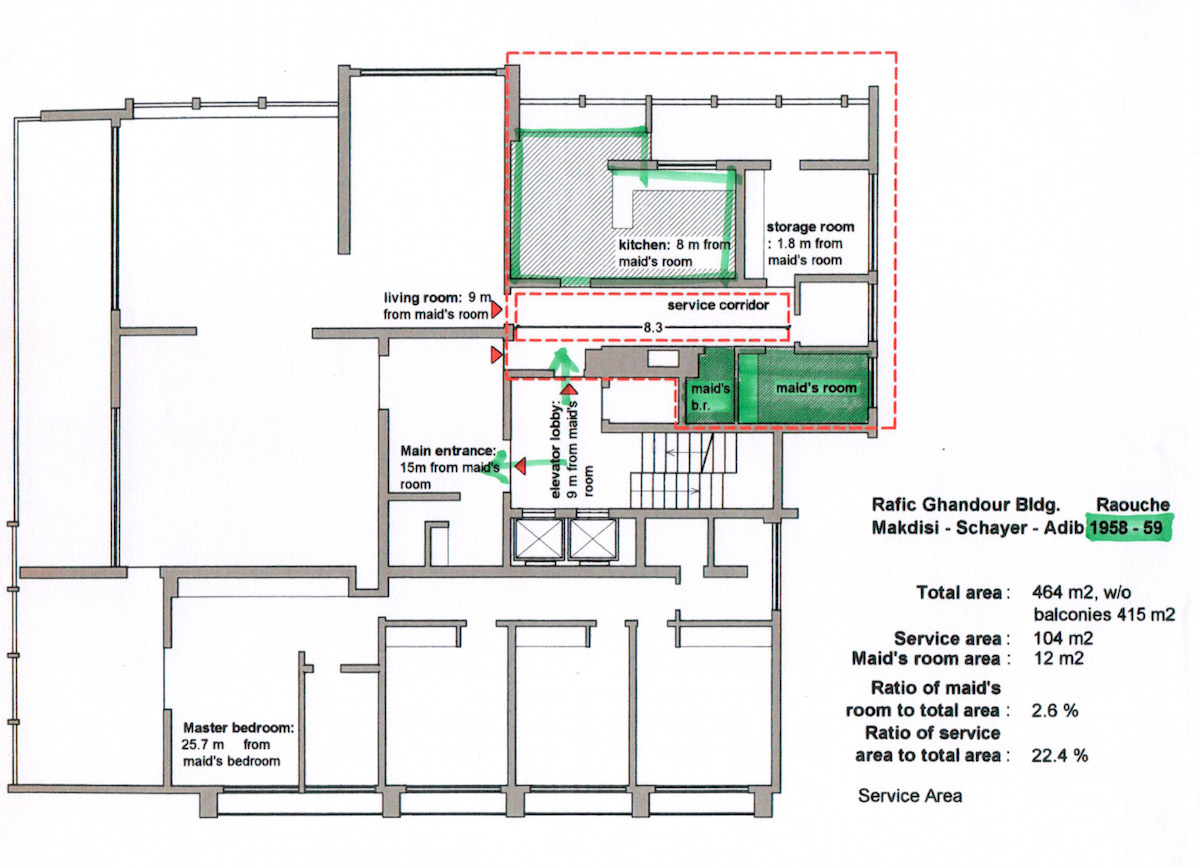 storage room
: 1.8 m from
maid's room
kitchen: 8 m from
maid's room
living room: 9 m
from maid's room
service corridor
8.3
maid's
b.r.
maid's room
elevator lobby:
9 m from maid's
room
Main entrance:
15m from maid's
room
Rafic Ghandour Bldg. Raouche
Makdisi - Schayer - Adib 1958 - 59
Total area : 464 m2, w/o
balconies 415 m2
Service area : 104 m2
Maid's room area : 12 m2
Ratio of maid's
room to total area : 2.6 %
Ratio of service
area to total area : 22.4 %
Service Area
Master bedroom:
25.7 m from
maid's bedroom